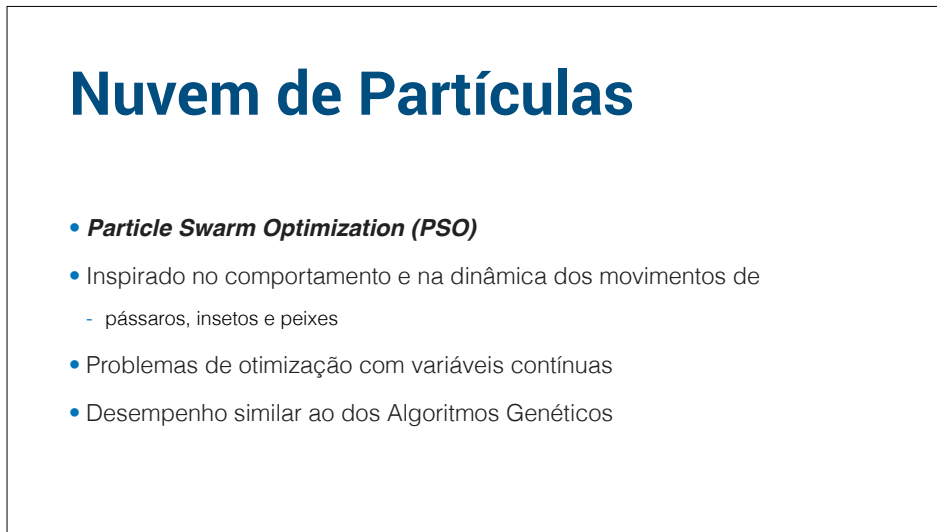 Nuvem de Partículas
• Particle Swarm Optimization (PSO)
• Inspirado no comportamento e na dinâmica dos movimentos de
- pássaros, insetos e peixes
• Problemas de otimização com variáveis contínuas
• Desempenho similar ao dos Algoritmos Genéticos